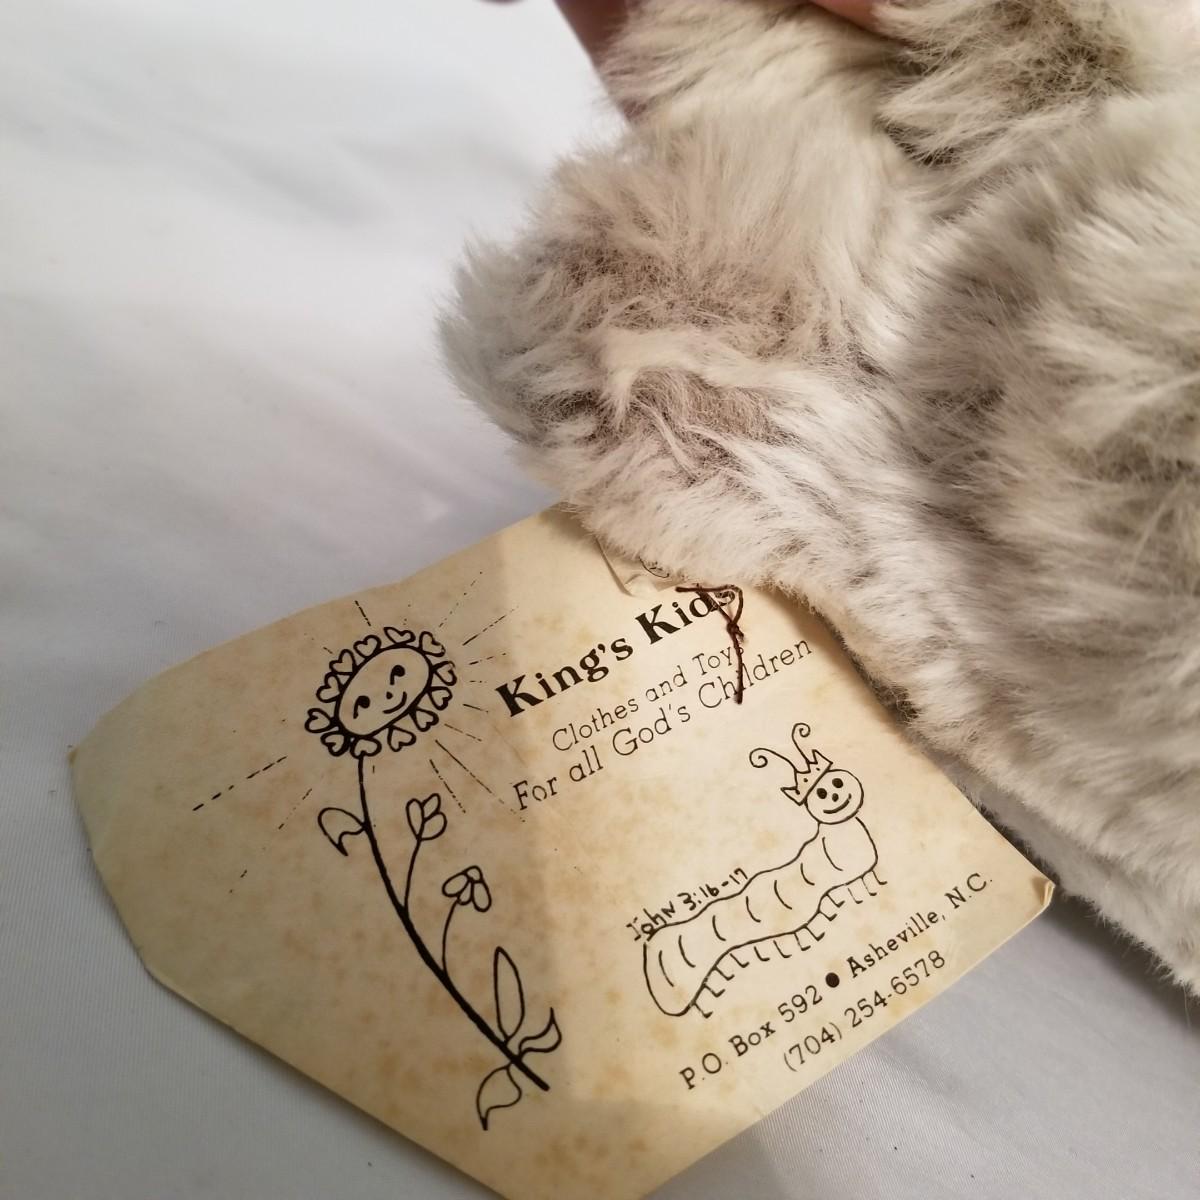 King's Kids
Clothes and Toys
For all God's Children
John 3:16-17
P.O. Box 592 ● Asheville, N.C.
(704) 254-6578